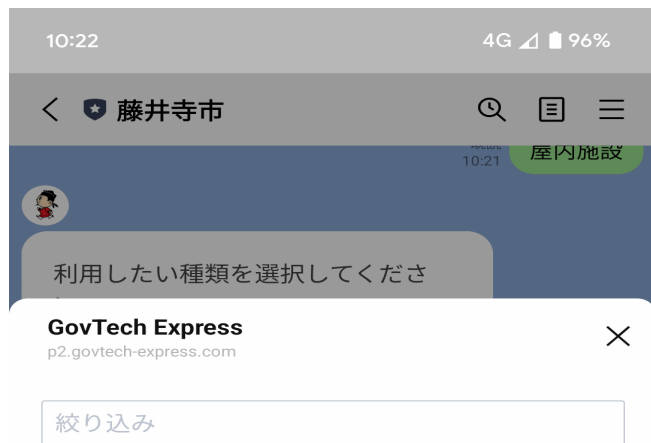 10:22
4G 96%
藤井寺市
10:21
屋内施設
利用したい種類を選択してくださ
GovTech Express
p2.govtech-express.com
絞り込み